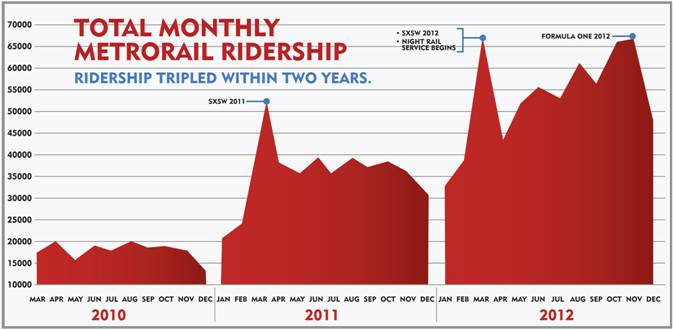 TOTAL MONTHLY
METRORAIL RIDERSHIP
RIDERSHIP TRIPLED WITHIN TWO YEARS.
• SXSW 2012
• NIGHT RAIL
SERVICE BEGINS
FORMULA ONE 2012
SXSW 2011
70000
65000
60000
55000
50000
45000
40000
35000
30000
25000
20000
15000
10000
MAR APR MAY JUN JUL AUG SEP OCT NOV DEC JAN FEB MAR APR MAY JUN JUL AUG SEP OCT NOV DEC JAN FEB MAR APR MAY JUN JUL AUG SEP OCT NOV DEC
2010 2011 2012